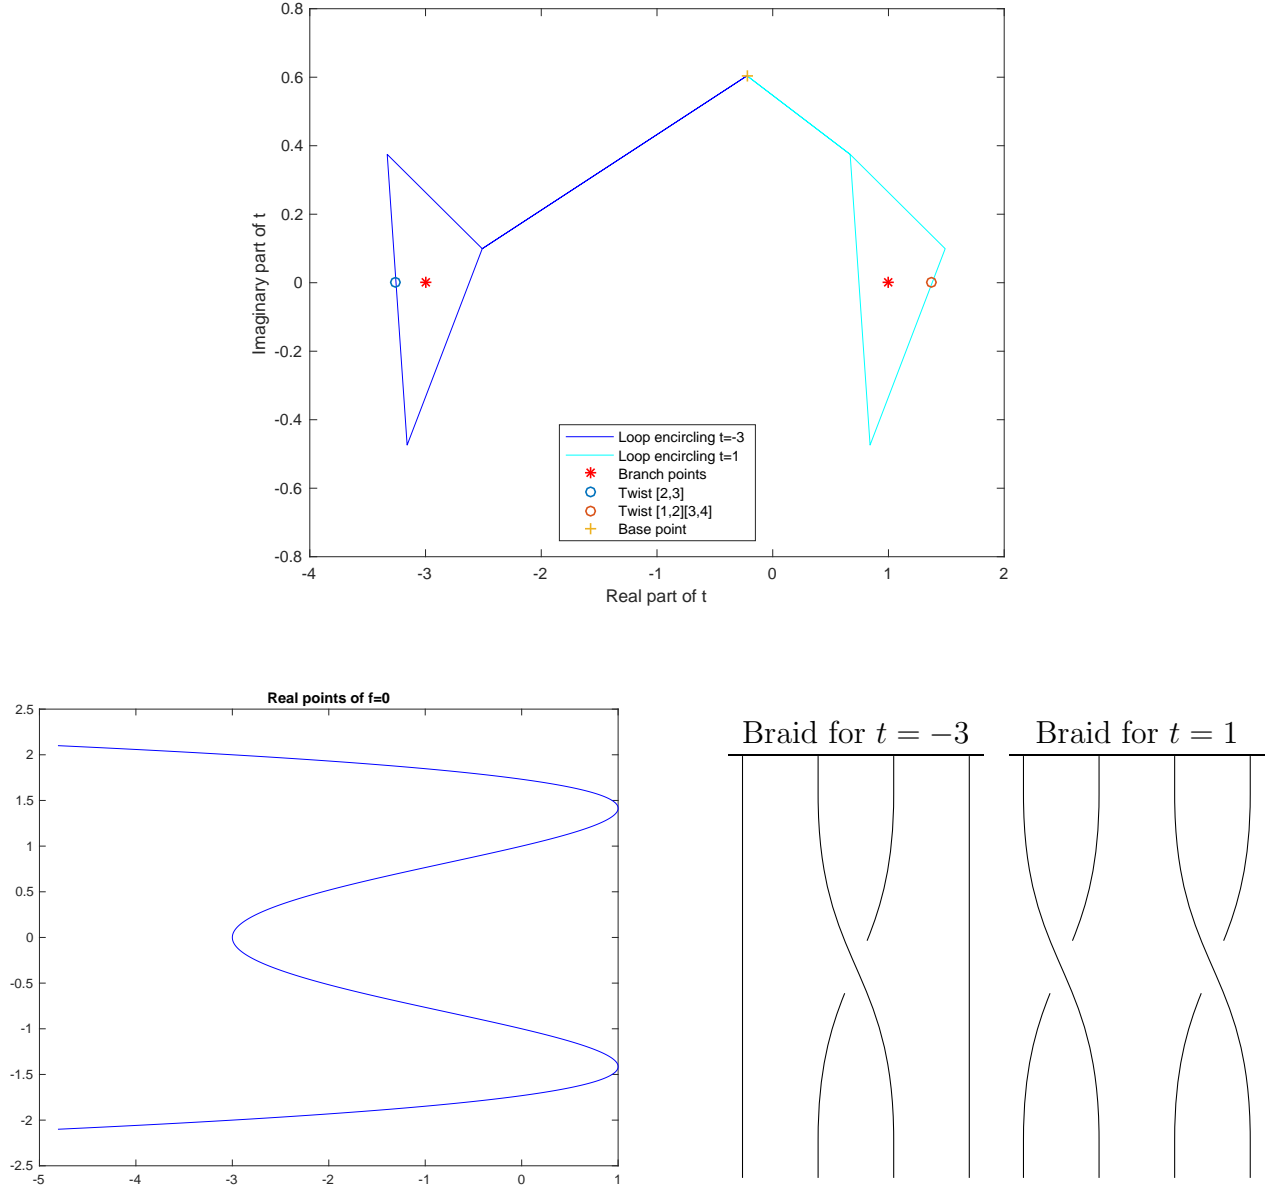 0.8
0.6
0.4
0.2
0
-0.2
-0.4
-0.6
-0.8
Imaginary part of t
-4 -3 -2 -1 0 1 2
Real part of t
Loop encircling t=-3
Loop encircling t=1
Branch points
Twist [2,3]
Twist [1,2][3,4]
Base point
Real points of f=0
2.5
2
1.5
1
0.5
0
-0.5
-1
-1.5
-2
-2.5
-5 -4 -3 -2 -1 0 1
Braid for t = −3
Braid for t = 1